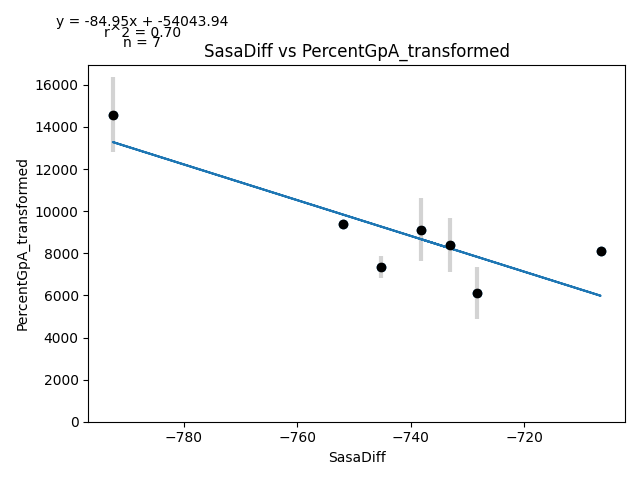 y = -84.95x + -54043.94
r^2 = 0.70
n = 7
SasaDiff vs PercentGpA_transformed
16000
14000
12000
10000
8000
6000
4000
2000
0
PercentGpA_transformed
−780
−760
−740
−720
SasaDiff